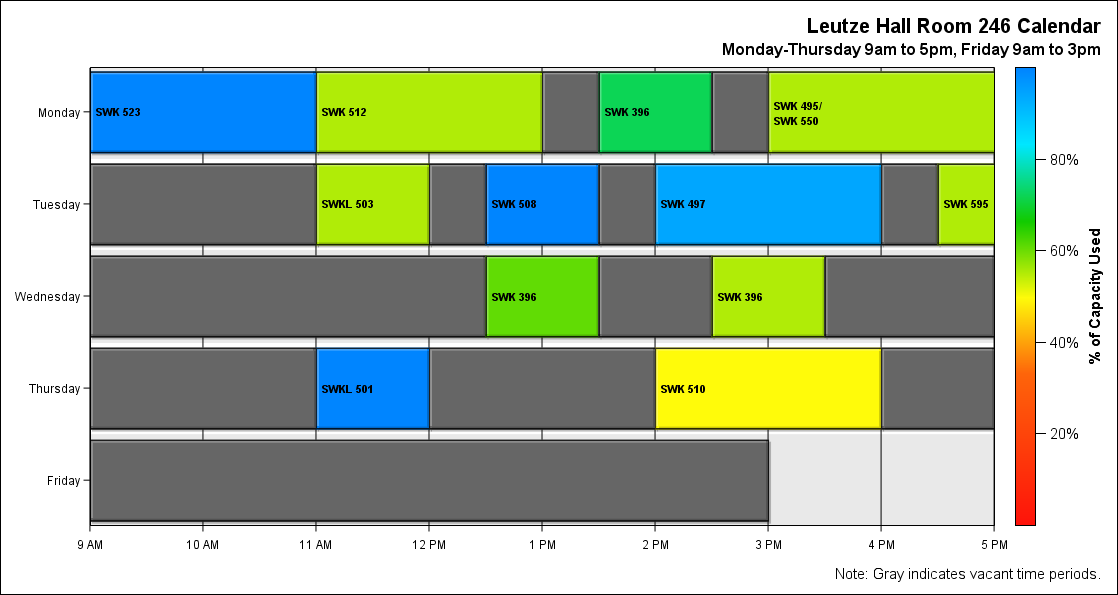 Leutze Hall Room 246 Calendar
Monday-Thursday 9am to 5pm, Friday 9am to 3pm
Monday
SWK 523
SWK 512
SWK 396
SWK 495/
SWK 550
Tuesday
SWKL 503
SWK 508
SWK 497
SWK 595
Wednesday
SWK 396
SWK 396
Thursday
SWKL 501
SWK 510
Friday
9 AM
10 AM
11 AM
12 PM
1 PM
2 PM
3 PM
4 PM
5 PM
80%
60%
40%
20%
% of Capacity Used
Note: Gray indicates vacant time periods.